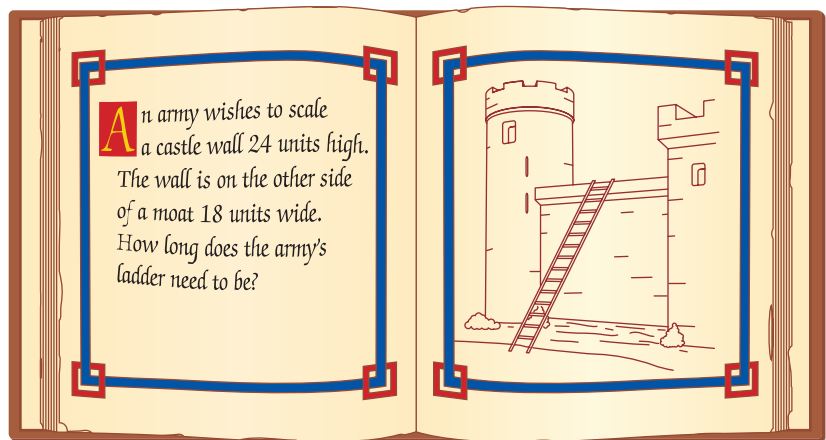 An army wishes to scale
a castle wall 24 units high.
The wall is on the other side
of a moat 18 units wide.
How long does the army's
ladder need to be?